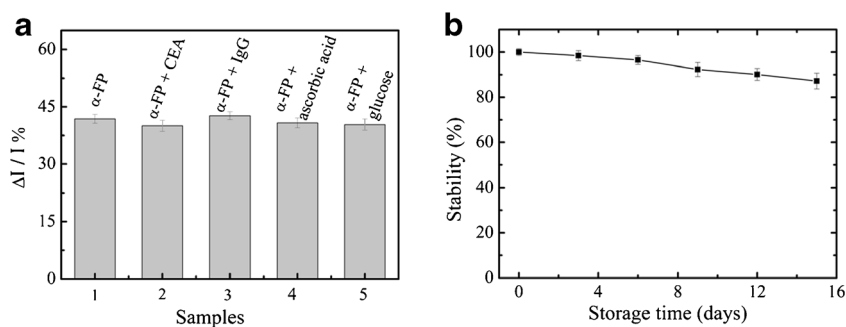 a
60
45
30
15
0
ΔI / I %
α-FP
α-FP + CEA
α-FP + IgG
α-FP +
ascorbic acid
α-FP +
glucose
1 2 3 4 5
Samples
b
100
80
60
40
20
0
Stability (%)
0 4 8 12 16
Storage time (days)